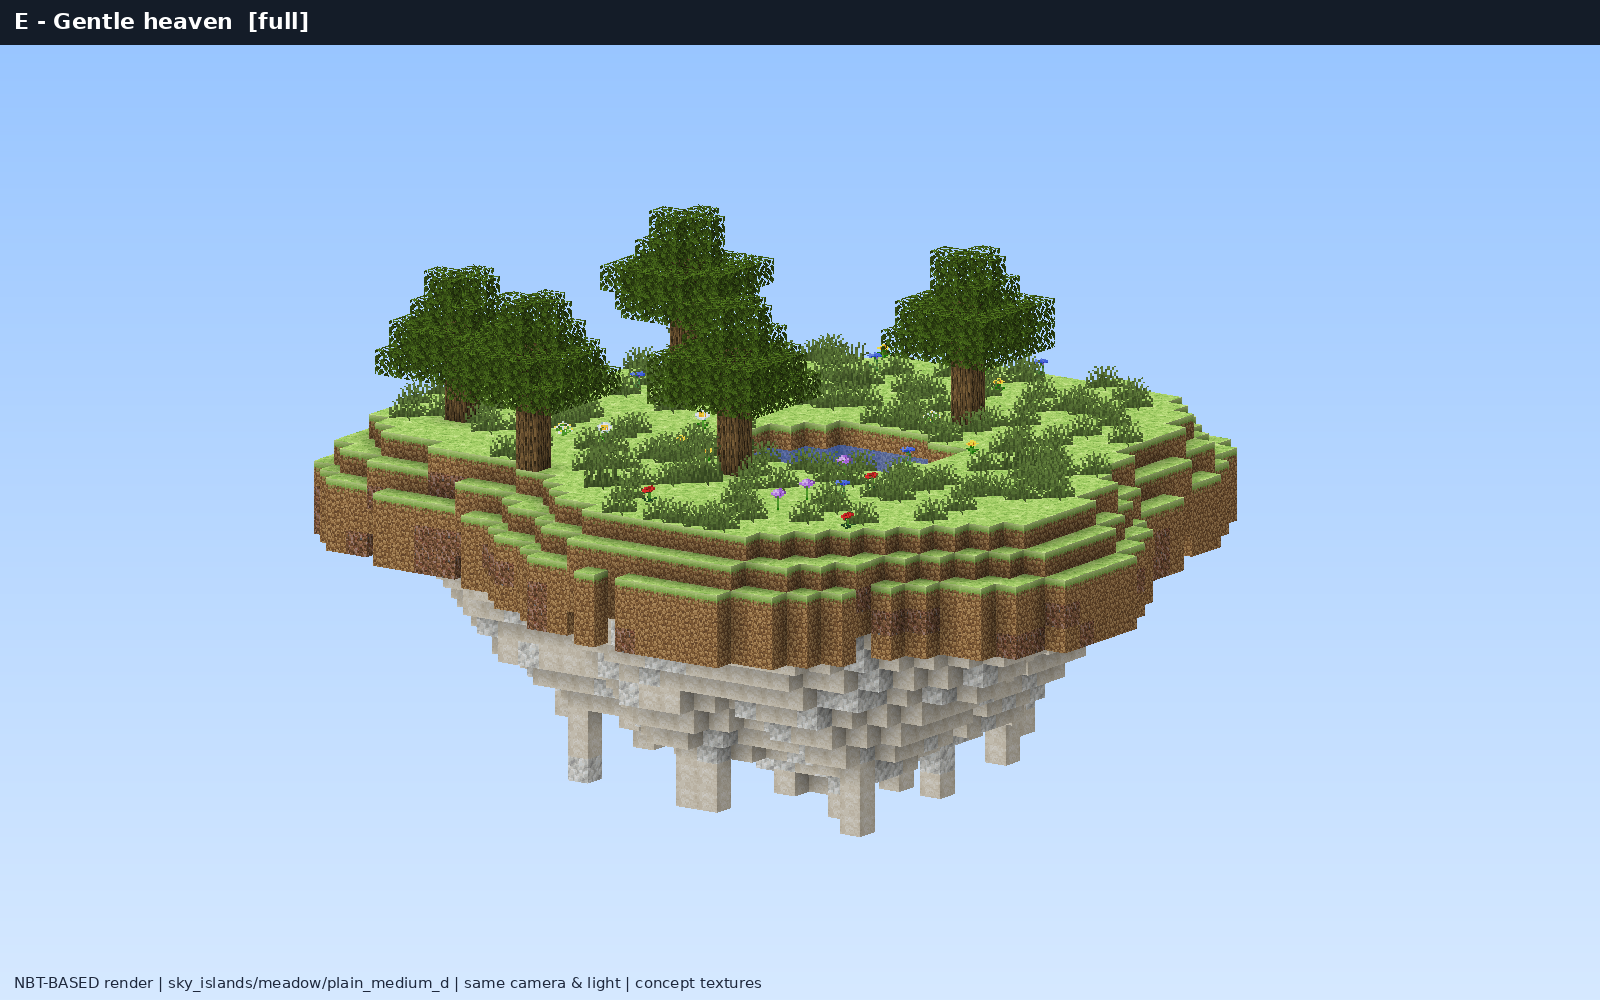 E - Gentle heaven  [full]
NBT-BASED render | sky_islands/meadow/plain_medium_d | same camera & light | concept textures